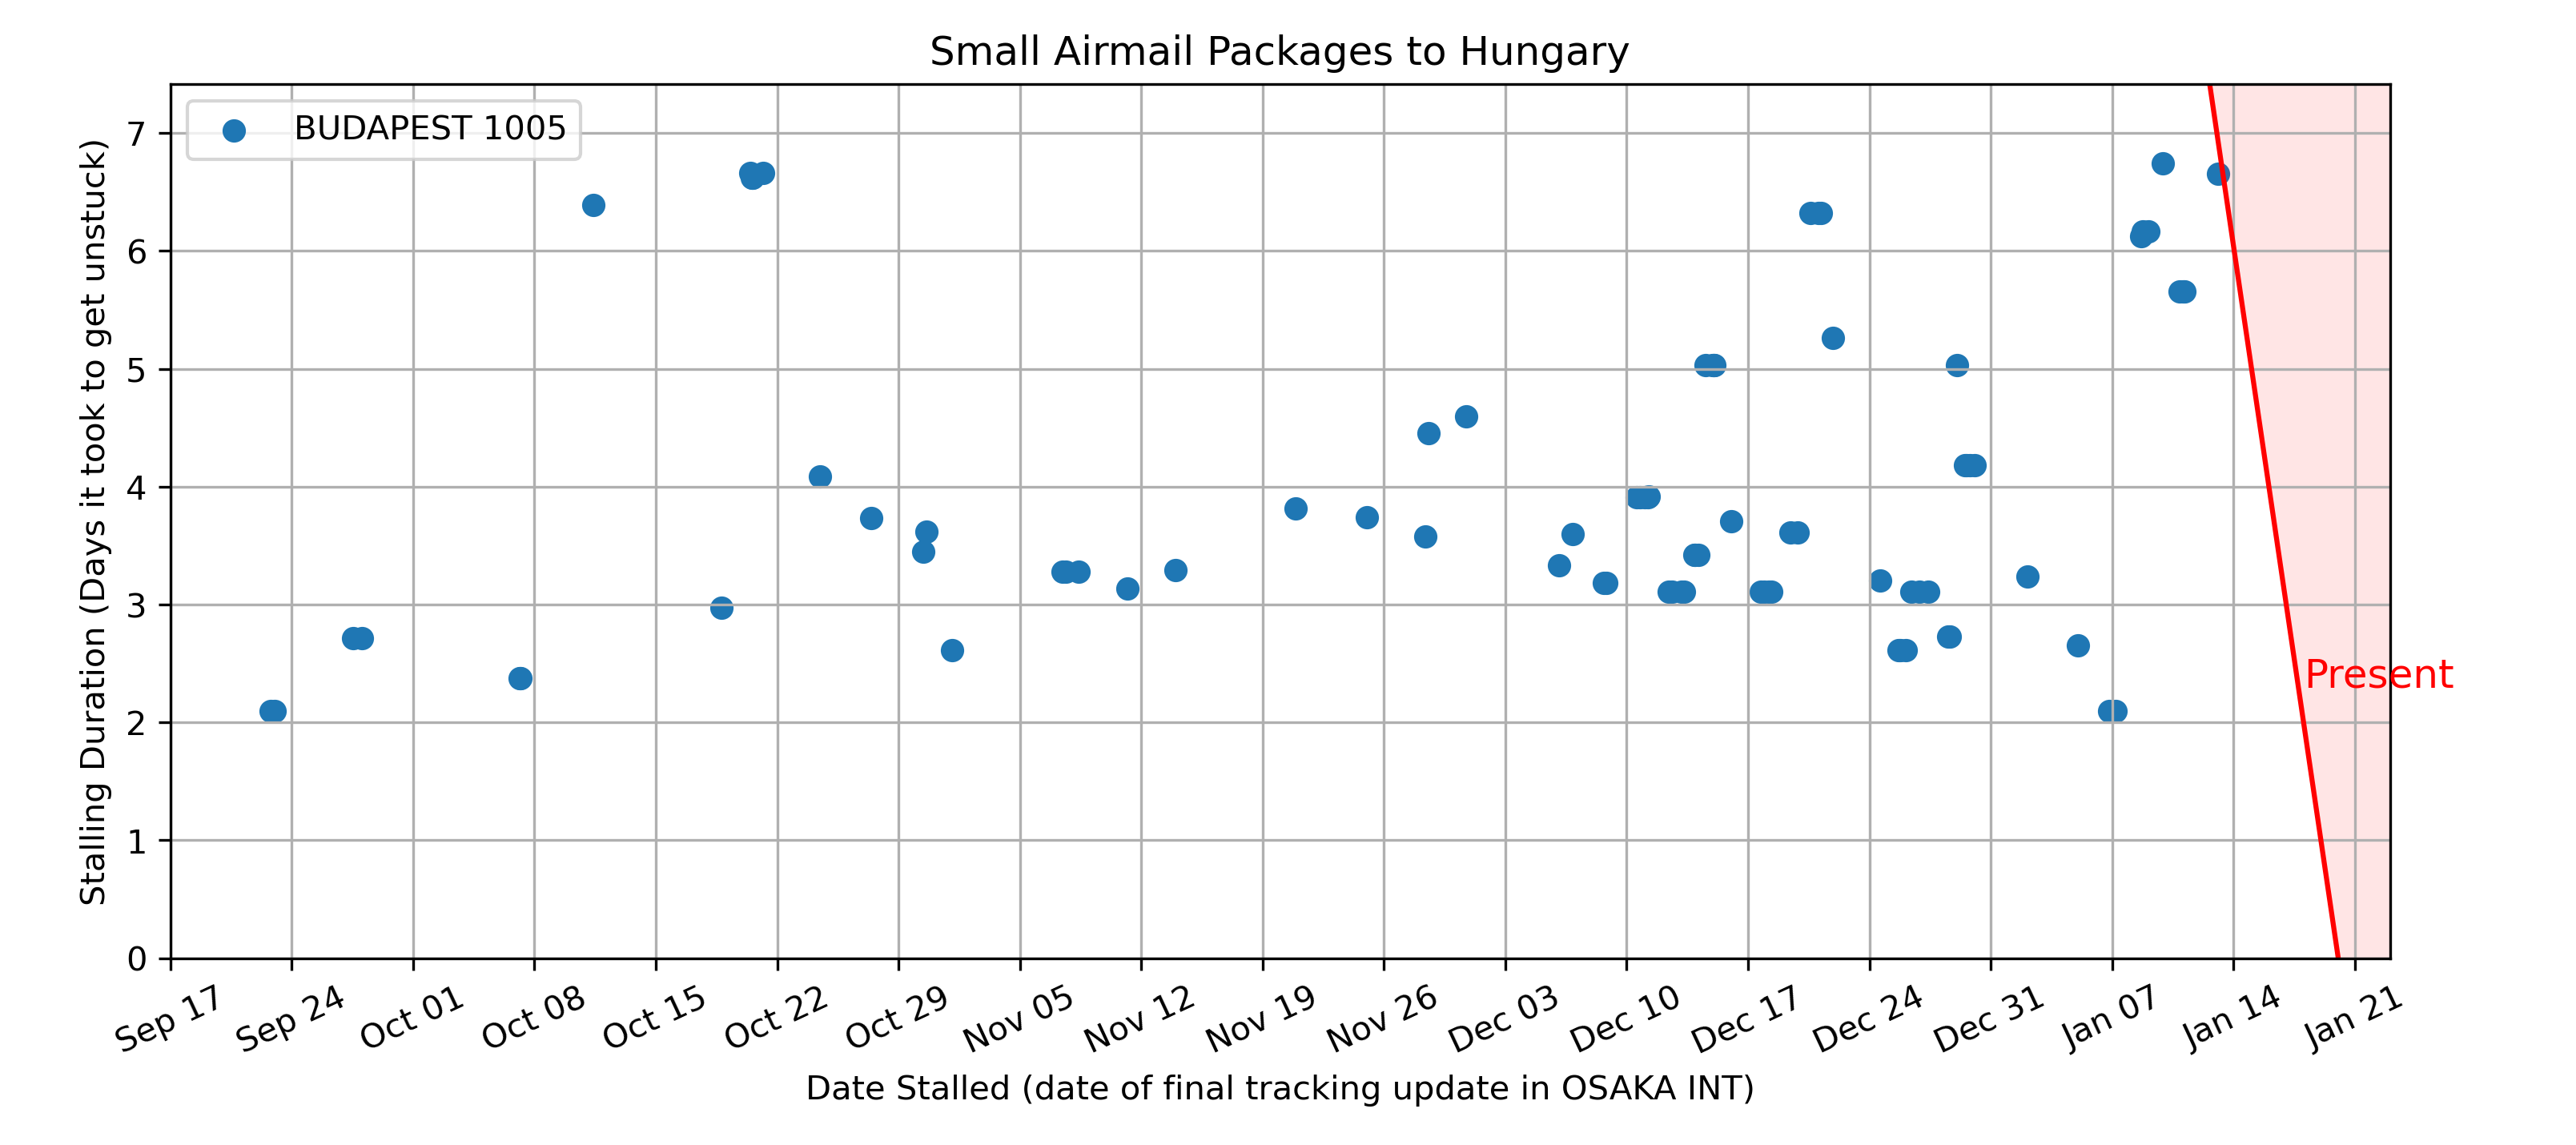 Small Airmail Packages to Hungary
BUDAPEST 1005
Stalling Duration (Days it took to get unstuck)
7
6
5
4
3
2
1
0
Present
Sep 17
Sep 24
Oct 01
Oct 08
Oct 15
Oct 22
Oct 29
Nov 05
Nov 12
Nov 19
Nov 26
Dec 03
Dec 10
Dec 17
Dec 24
Dec 31
Jan 07
Jan 14
Jan 21
Date Stalled (date of final tracking update in OSAKA INT)